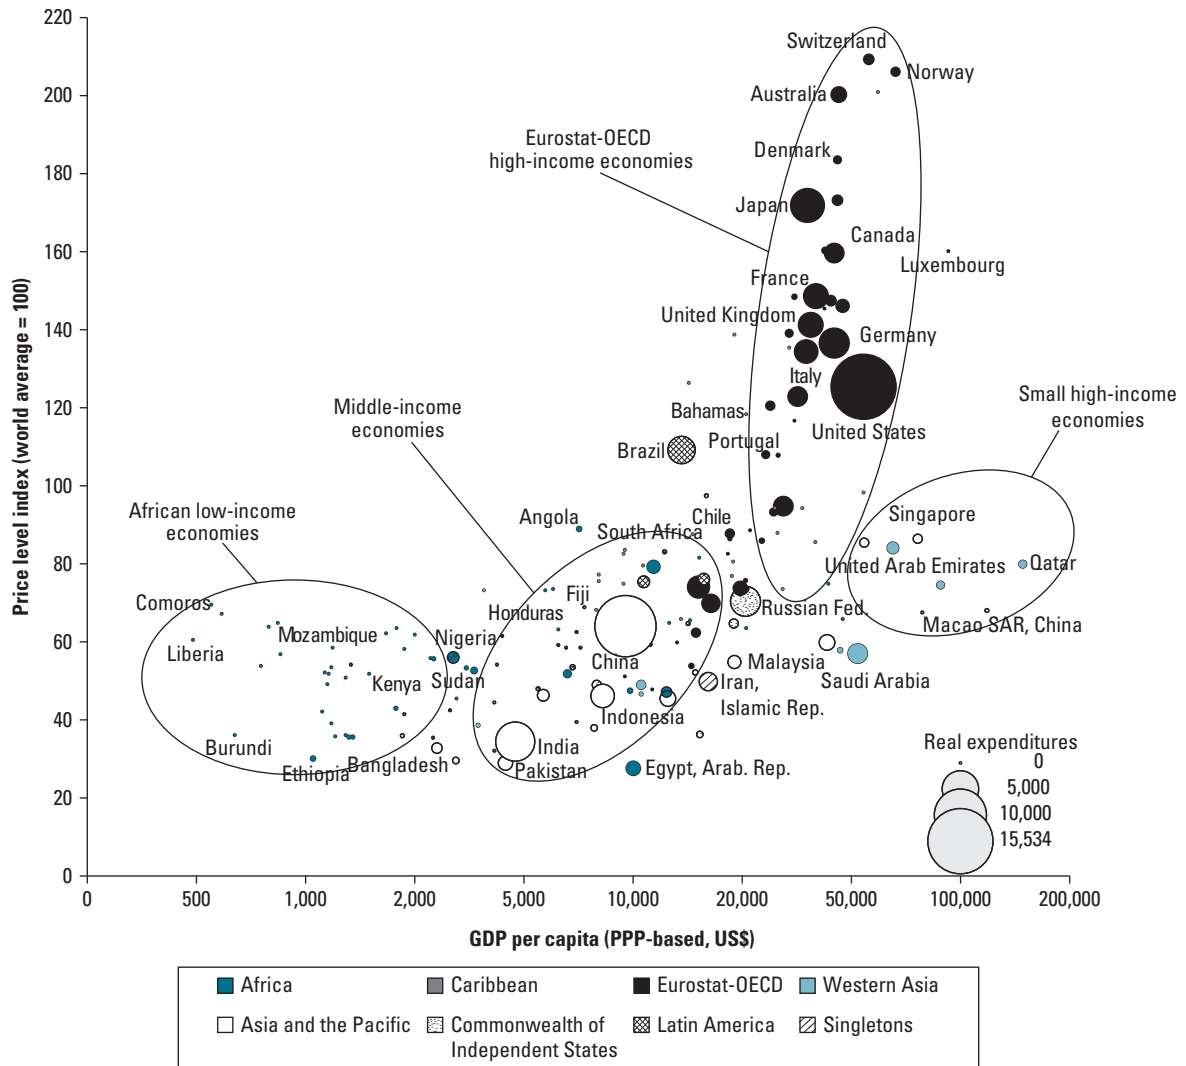 220
200
180
160
140
120
100
80
60
40
20
0
Price level index (world average = 100)
Switzerland
Norway
Australia
Eurostat-OECD
high-income economies
Denmark
Japan
Canada
Luxembourg
France
United Kingdom
Germany
Italy
Small high-income
economies
Middle-income
economies
Bahamas
United States
Brazil
Portugal
African low-income
economies
Angola
South Africa
Chile
Singapore
United Arab Emirates
Qatar
Comoros
Fiji
Honduras
Russian Fed.
Macao SAR, China
Mozambique
Nigeria
Liberia
China
Malaysia
Kenya
Sudan
Saudi Arabia
Iran,
Islamic Rep.
Indonesia
Burundi
India
Real expenditures
0
5,000
10,000
15,534
Ethiopia
Bangladesh
Pakistan
Egypt, Arab. Rep.
0
500
1,000
2,000
5,000
10,000
20,000
50,000
100,000
200,000
GDP per capita (PPP-based, US$)
Africa
Caribbean
Eurostat-OECD
Western Asia
Asia and the Pacific
Commonwealth of
Independent States
Latin America
Singletons